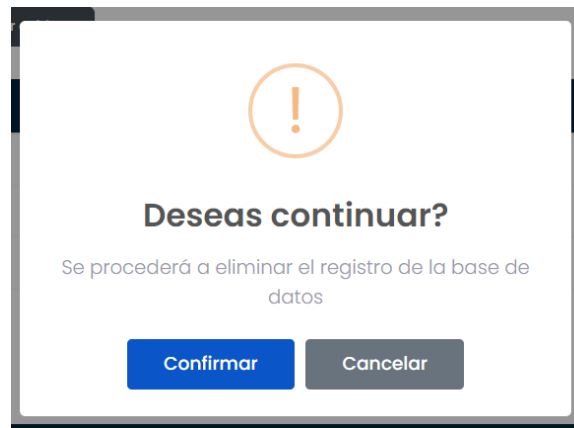 !
Deseas continuar?
Se procederá a eliminar el registro de la base de
datos
Confirmar
Cancelar